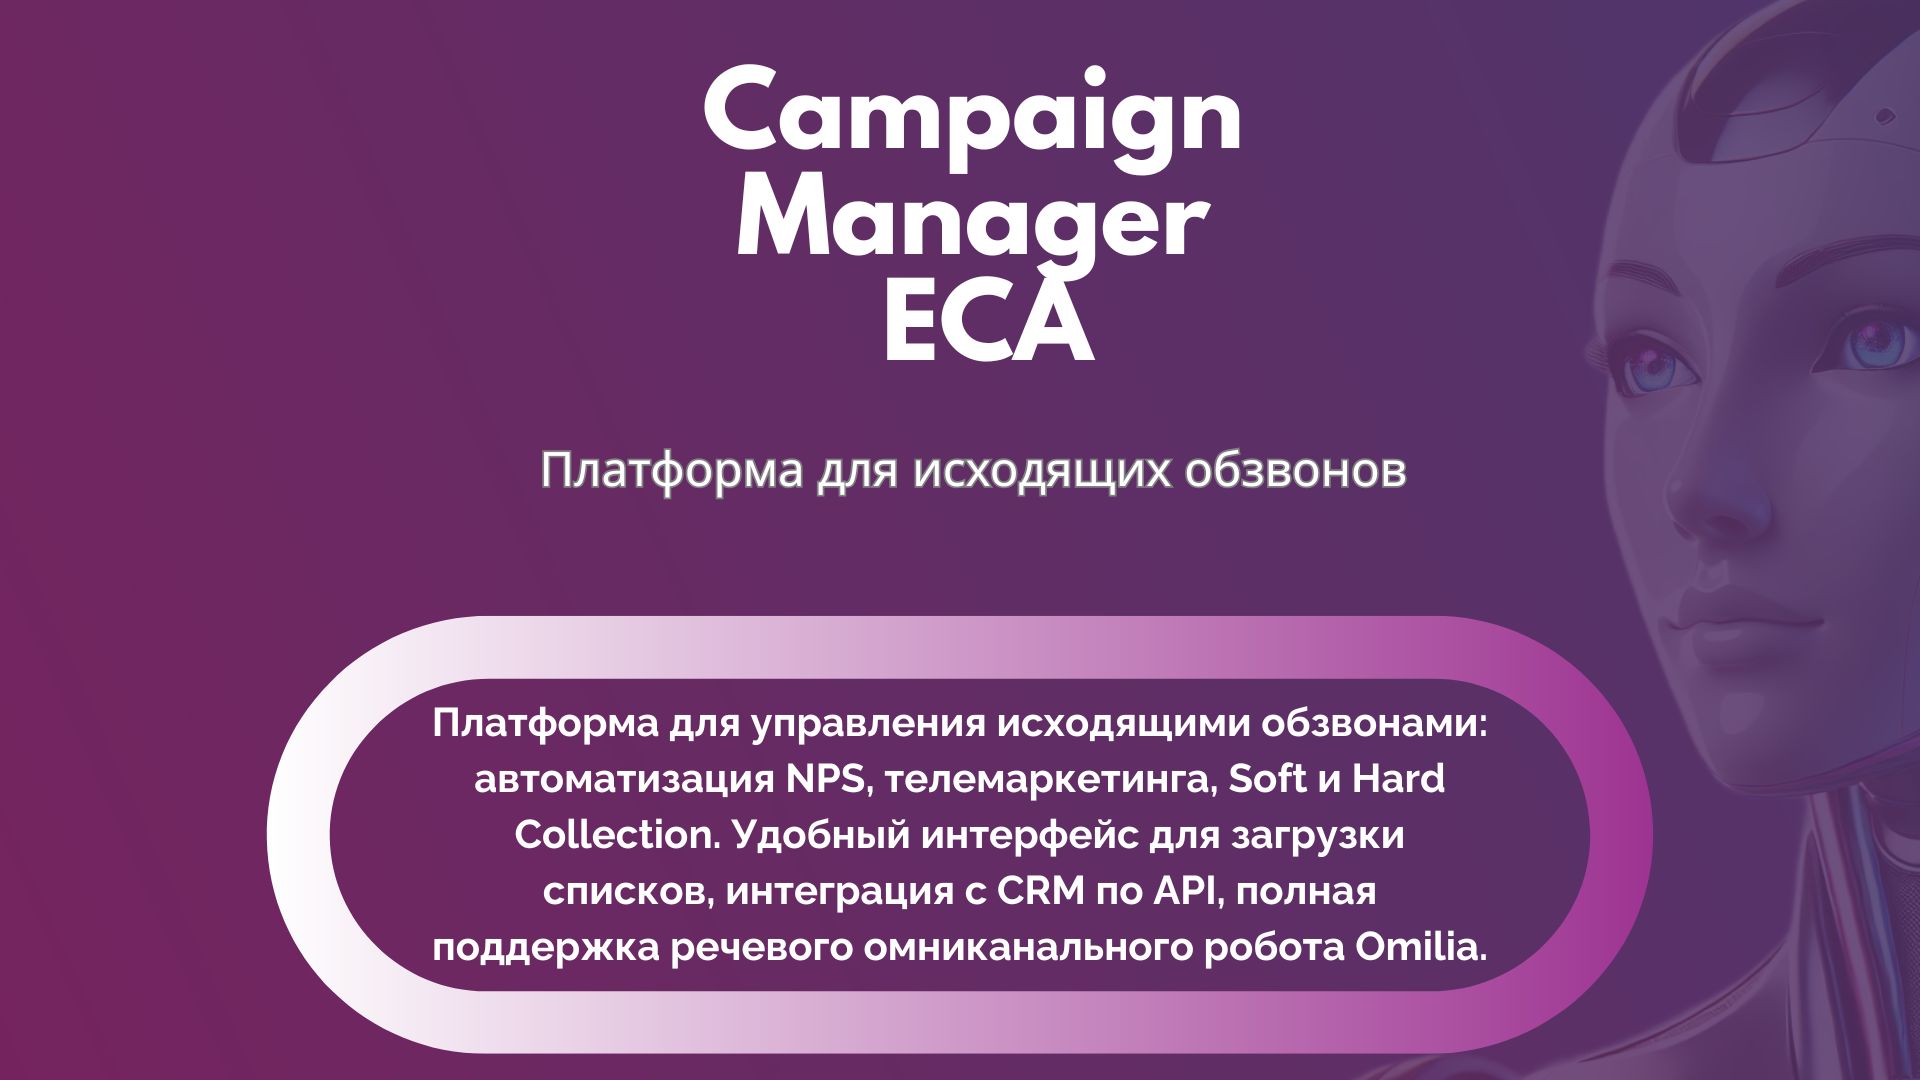 Campaign
Manager
ECA
Платформа для исходящих обзвонов
Платформа для управления исходящими обзвонами:
автоматизация NPS, телемаркетинга, Soft и Hard
Collection. Удобный интерфейс для загрузки
списков, интеграция с CRM по API, полная
поддержка речевого омниканального робота Omilia.